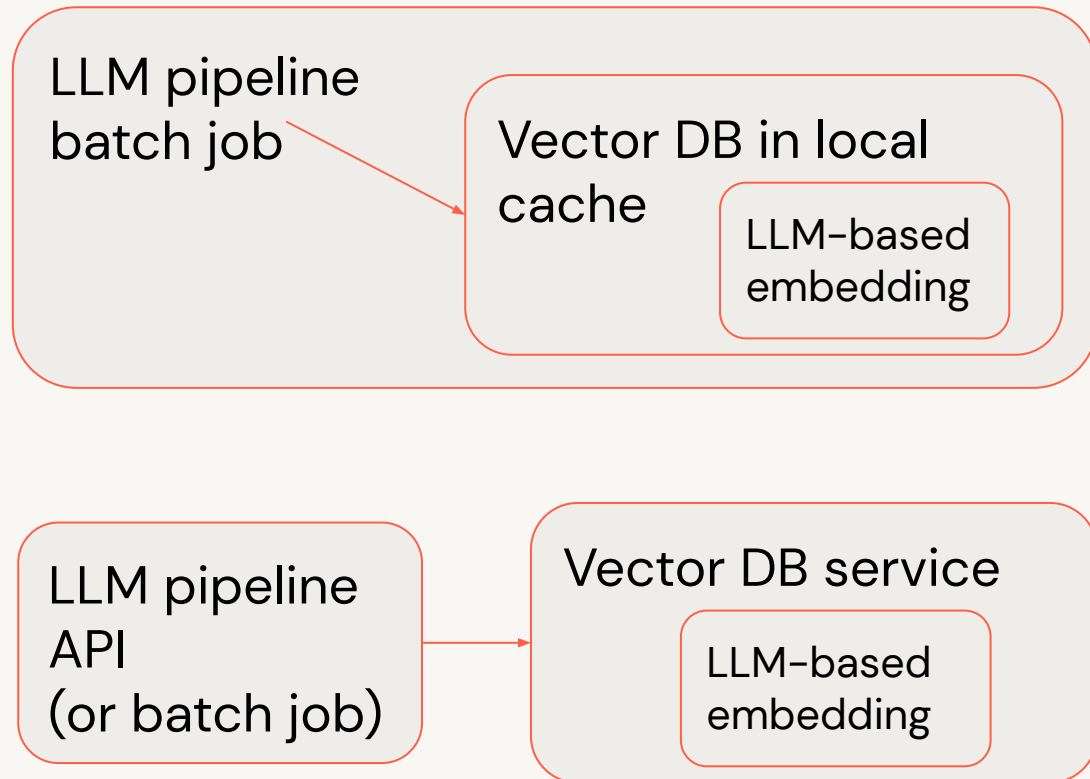 LLM pipeline
batch job
Vector DB in local
cache
LLM-based
embedding
LLM pipeline
API
(or batch job)
Vector DB service
LLM-based
embedding